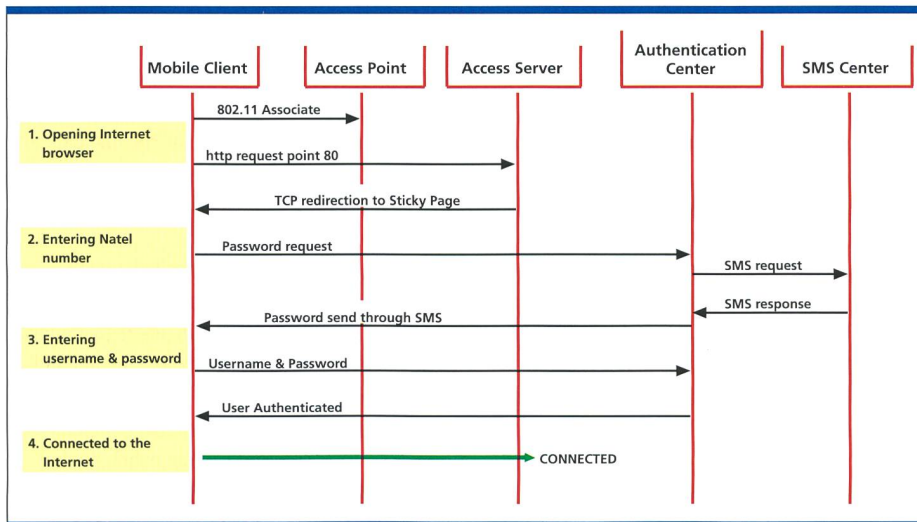 Mobile Client
Access Point
Access Server
Authentication
Center
SMS Center
802.11 Associate
1. Opening Internet
browser
http request point 80
TCP redirection to Sticky Page
2. Entering Natel
number
Password request
SMS request
SMS response
Password send through SMS
3. Entering
username & password
Username & Password
User Authenticated
4. Connected to the
Internet
CONNECTED